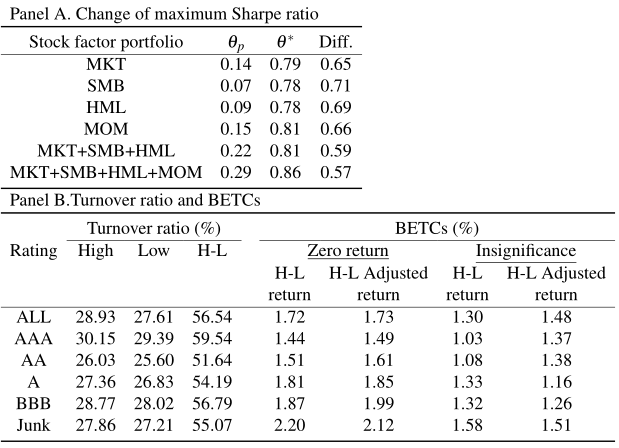 Panel A. Change of maximum Sharpe ratio
Stock factor portfolio θp θ* Diff.
MKT 0.14 0.79 0.65
SMB 0.07 0.78 0.71
HML 0.09 0.78 0.69
MOM 0.15 0.81 0.66
MKT+SMB+HML 0.22 0.81 0.59
MKT+SMB+HML+MOM 0.29 0.86 0.57
Panel B.Turnover ratio and BETCs
Turnover ratio (%) BETCs (%)
Rating High Low H-L Zero return Insignificance
H-L H-L Adjusted H-L H-L Adjusted
return return return return
ALL 28.93 27.61 56.54 1.72 1.73 1.30 1.48
AAA 30.15 29.39 59.54 1.44 1.49 1.03 1.37
AA 26.03 25.60 51.64 1.51 1.61 1.08 1.38
A 27.36 26.83 54.19 1.81 1.85 1.33 1.16
BBB 28.77 28.02 56.79 1.87 1.99 1.32 1.26
Junk 27.86 27.21 55.07 2.20 2.12 1.58 1.51